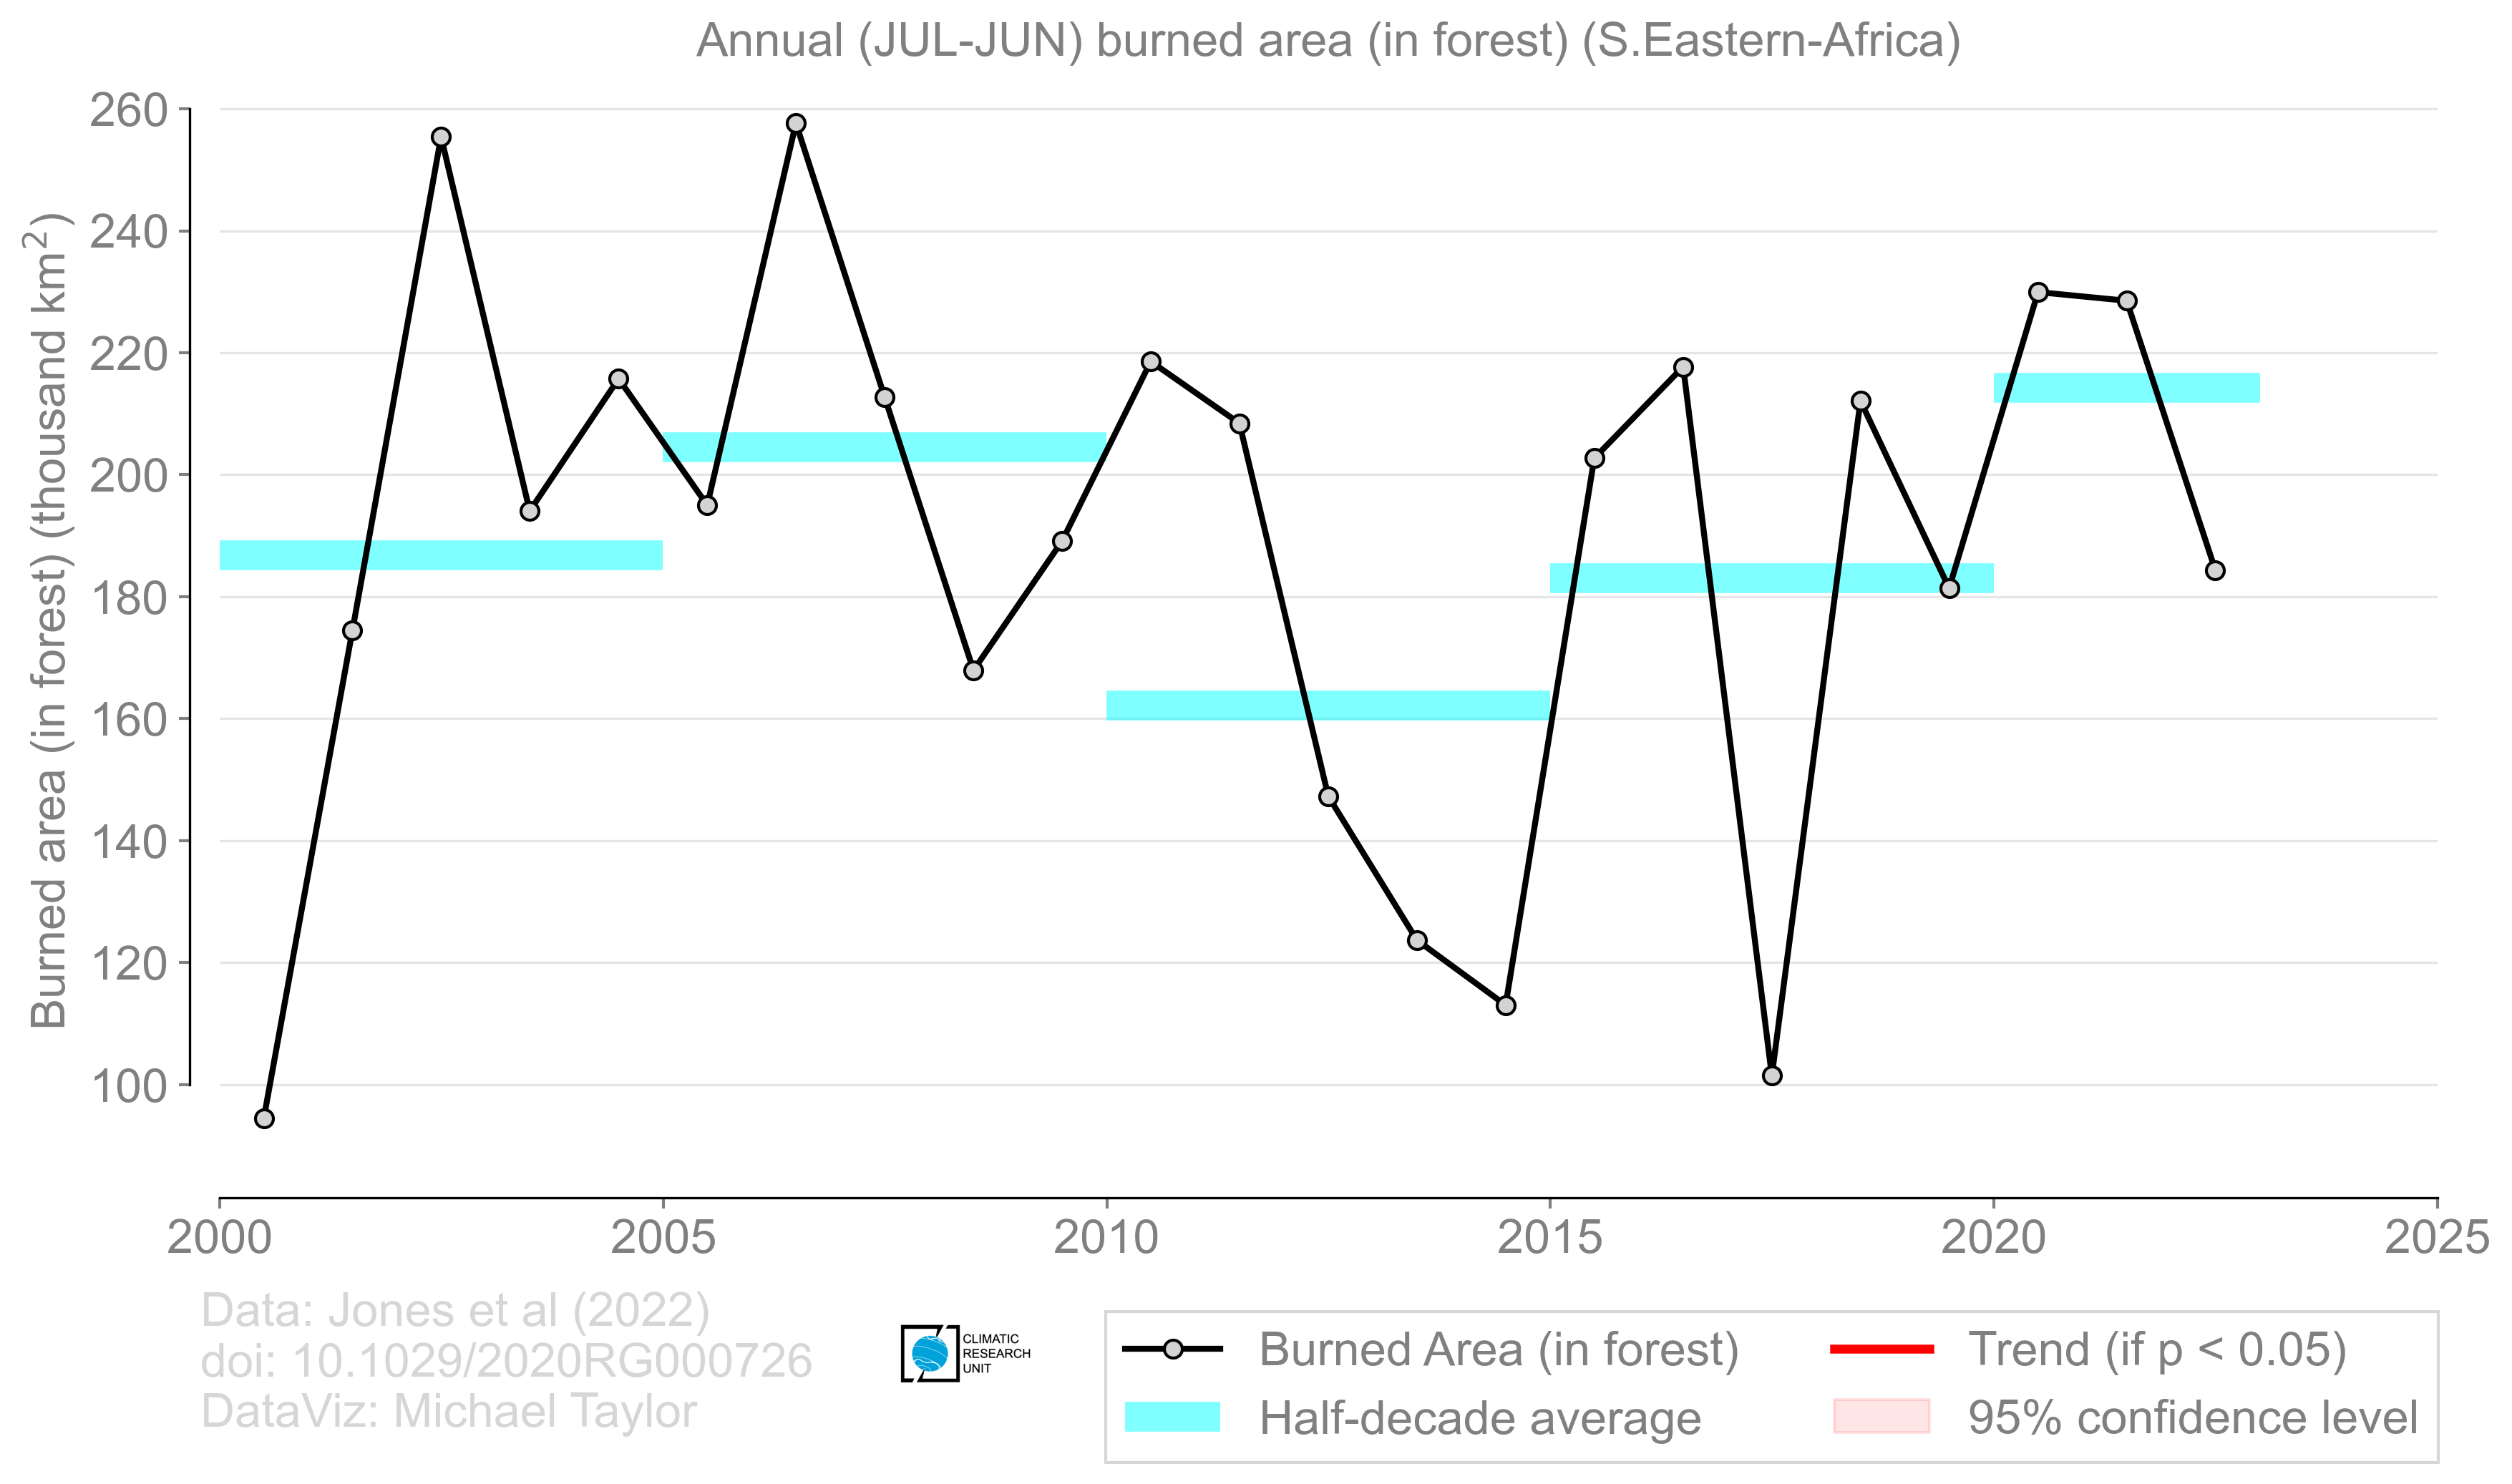 Annual (JUL-JUN) burned area (in forest) (S.Eastern-Africa)
Burned area (in forest) (thousand km²)
260
240
220
200
180
160
140
120
100
2000 2005 2010 2015 2020 2025
Data: Jones et al (2022)
doi: 10.1029/2020RG000726
DataViz: Michael Taylor
CLIMATIC
RESEARCH
UNIT
Burned Area (in forest)
Half-decade average
Trend (if p < 0.05)
95% confidence level